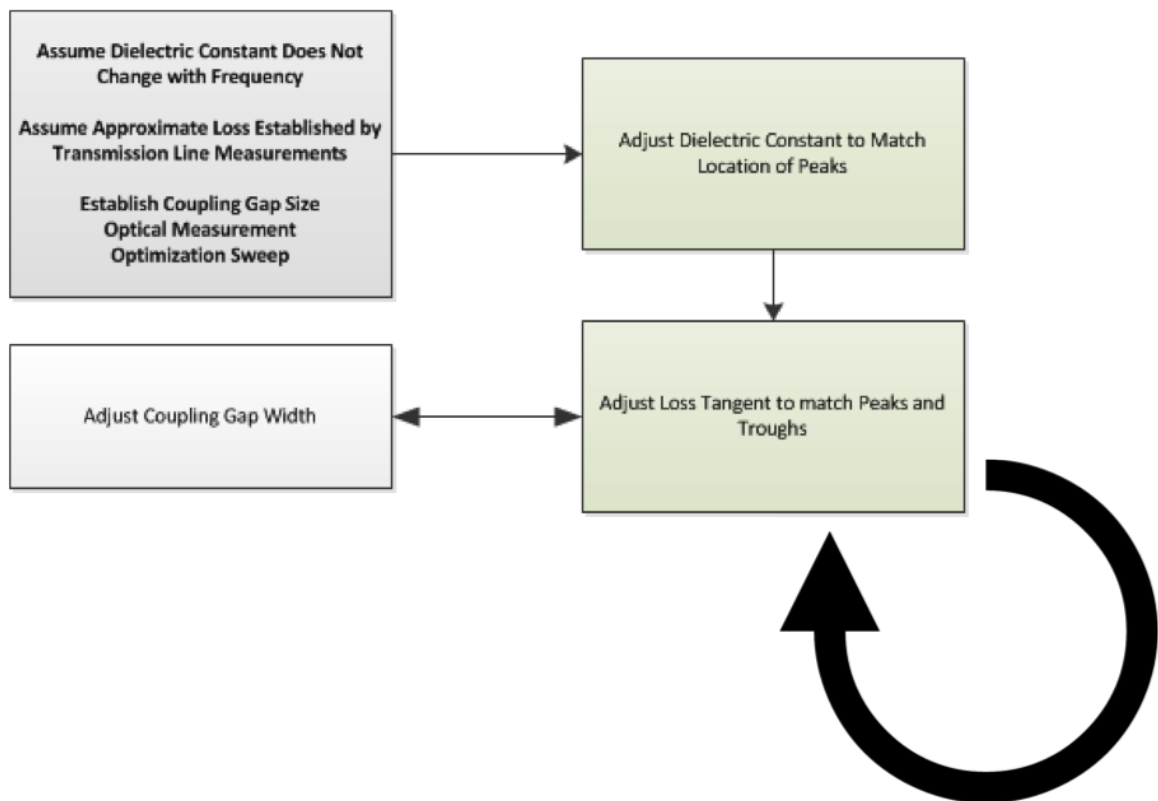 Assume Dielectric Constant Does Not
Change with Frequency
Assume Approximate Loss Established by
Transmission Line Measurements
Establish Coupling Gap Size
Optical Measurement
Optimization Sweep
Adjust Dielectric Constant to Match
Location of Peaks
Adjust Coupling Gap Width
Adjust Loss Tangent to match Peaks and
Troughs